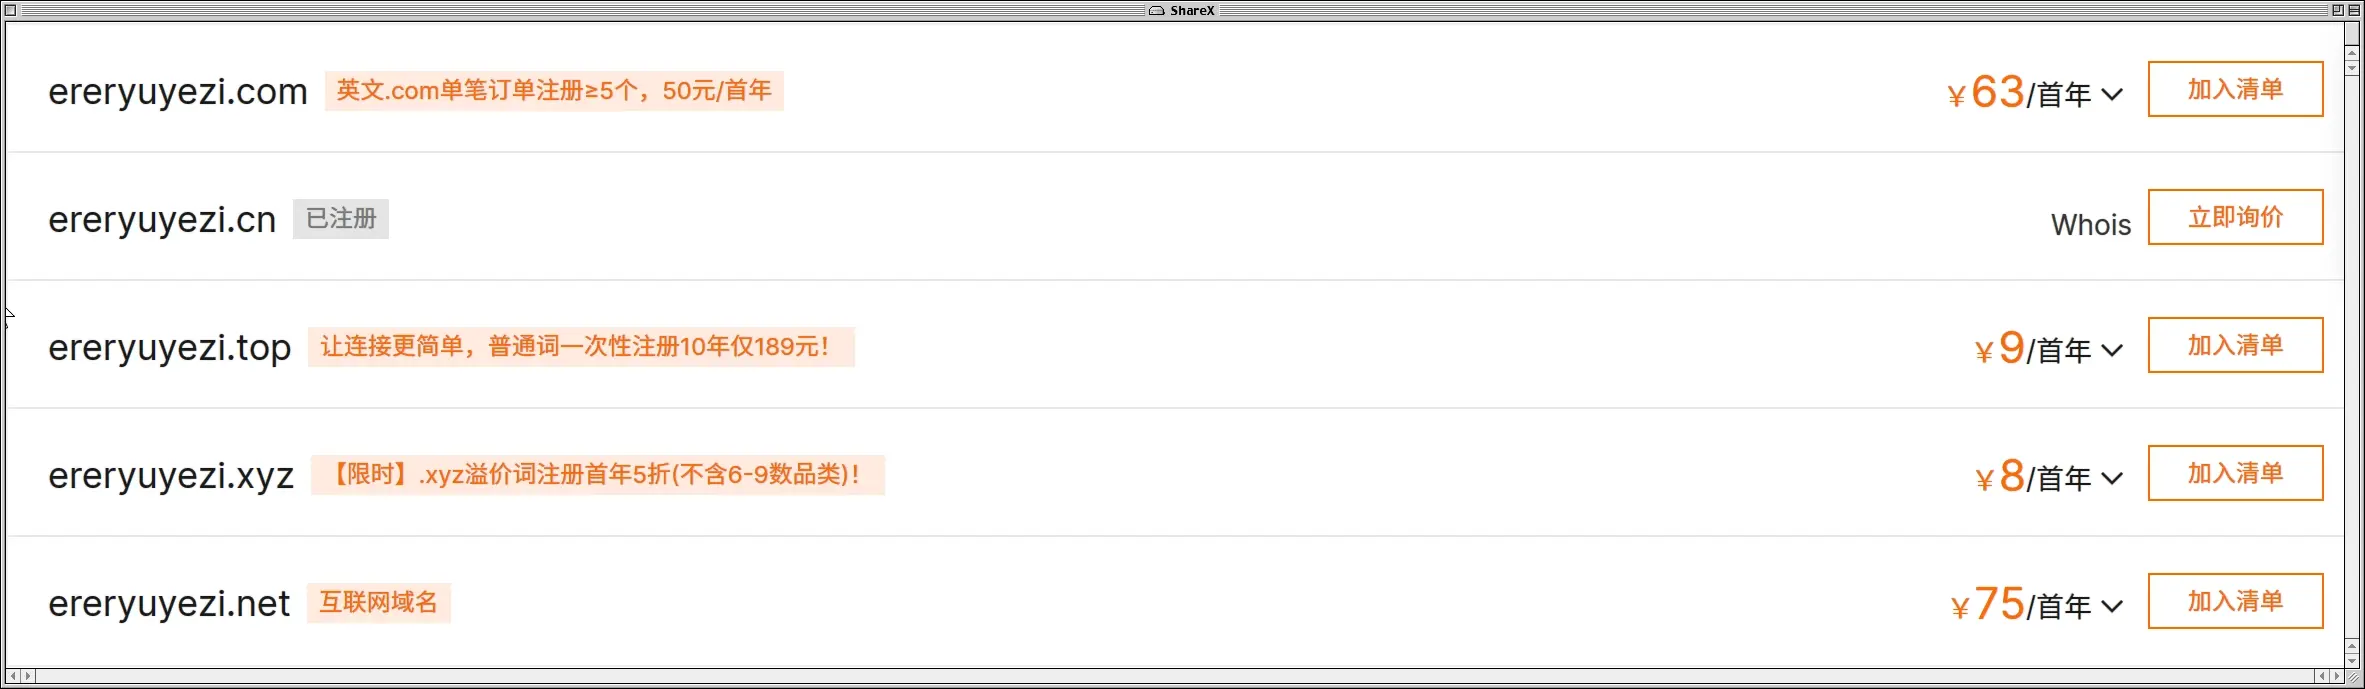 ShareX
ereryuyezi.com 英文.com单笔订单注册≥5个，50元/首年 ¥63/首年 加入清单
ereryuyezi.cn 已注册 Whois 立即询价
ereryuyezi.top 让连接更简单，普通词一次性注册10年仅189元！ ¥9/首年 加入清单
ereryuyezi.xyz 【限时】.xyz溢价词注册首年5折(不含6-9数品类)！ ¥8/首年 加入清单
ereryuyezi.net 互联网域名 ¥75/首年 加入清单